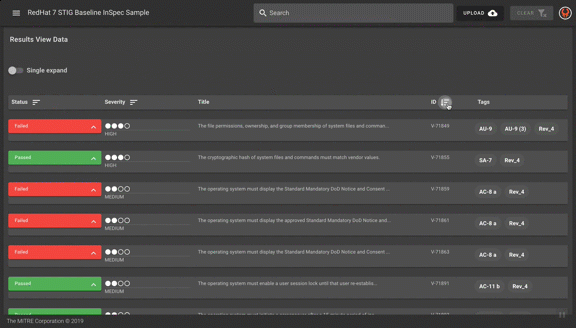 RedHat 7 STIG Baseline InSpec Sample
Search
UPLOAD
CLEAR
Results View Data
Single expand
Status Severity Title ID Tags
Failed HIGH The file permissions, ownership, and group membership of system files and comman... V-71849 AU-9 AU-9 (3) Rev_4
Passed HIGH The cryptographic hash of system files and commands must match vendor values. V-71855 SA-7 Rev_4
Failed MEDIUM The operating system must display the Standard Mandatory DoD Notice and Consent ... V-71859 AC-8 a Rev_4
Failed MEDIUM The operating system must display the approved Standard Mandatory DoD Notice and... V-71861 AC-8 a Rev_4
Failed MEDIUM The operating system must display the Standard Mandatory DoD Notice and Consent ... V-71863 AC-8 a Rev_4
Passed MEDIUM The operating system must enable a user session lock until that user re-establis... V-71891 AC-11 b Rev_4
The MITRE Corporation © 2019